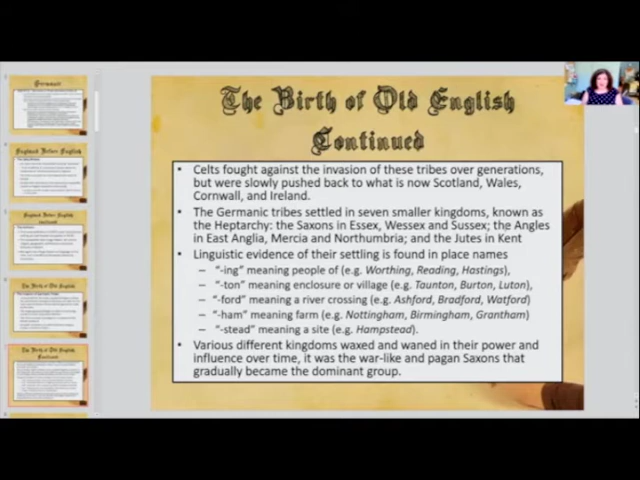 The Birth of Old English
Continued
• Celts fought against the invasion of these tribes over generations,
but were slowly pushed back to what is now Scotland, Wales,
Cornwall, and Ireland.
• The Germanic tribes settled in seven smaller kingdoms, known as
the Heptarchy: the Saxons in Essex, Wessex and Sussex; the Angles
in East Anglia, Mercia and Northumbria; and the Jutes in Kent
• Linguistic evidence of their settling is found in place names
– "-ing" meaning people of (e.g. Worthing, Reading, Hastings),
– "-ton" meaning enclosure or village (e.g. Taunton, Burton, Luton),
– "-ford" meaning a river crossing (e.g. Ashford, Bradford, Watford)
– "-ham" meaning farm (e.g. Nottingham, Birmingham, Grantham)
– "-stead" meaning a site (e.g. Hampstead).
• Various different kingdoms waxed and waned in their power and
influence over time, it was the war-like and pagan Saxons that
gradually became the dominant group.